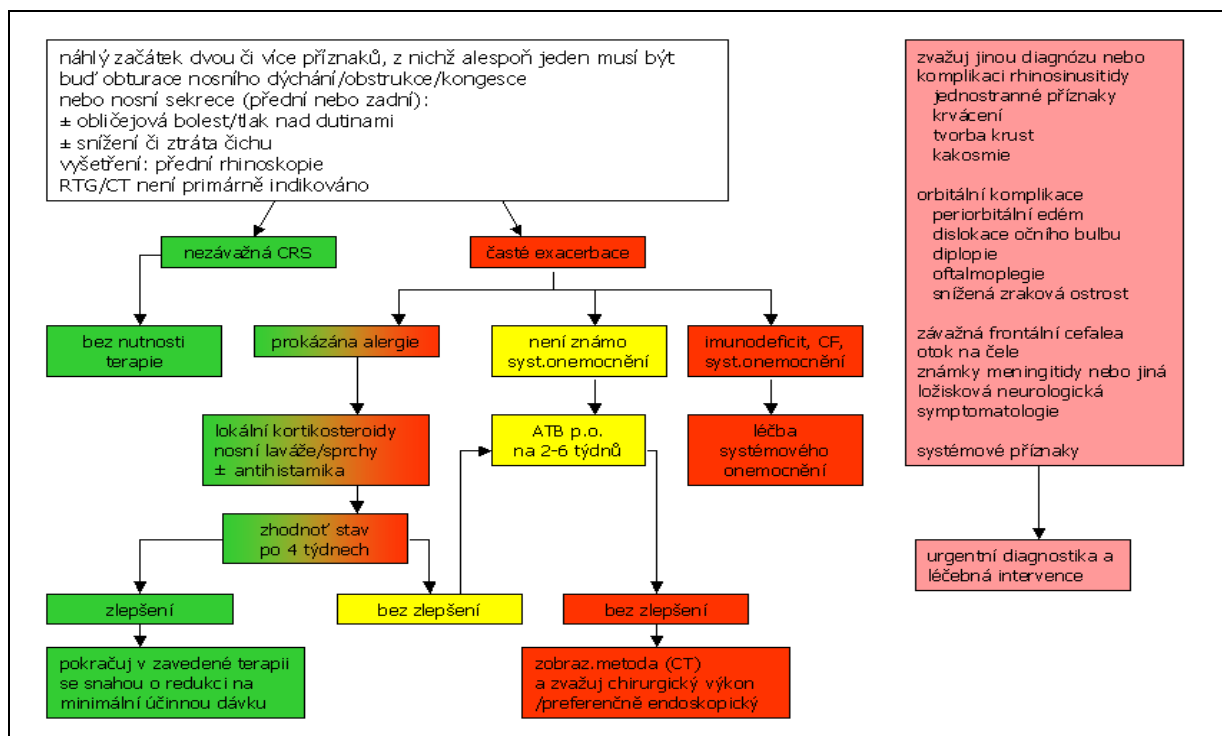 náhlý začátek dvou či více příznaků, z nichž alespoň jeden musí být
buď obturace nosního dýchání/obstrukce/kongesce
nebo nosní sekrece (přední nebo zadní):
± obličejová bolest/tlak nad dutinami
± snížení či ztráta čichu
vyšetření: přední rhinoskopie
RTG/CT není primárně indikováno
nezávažná CRS
časté exacerbace
bez nutnosti
terapie
prokázána alergie
není známo
syst.onemocnění
imunodeficit, CF,
syst.onemocnění
lokální kortikosteroidy
nosní laváže/sprchy
± antihistamika
ATB p.o.
na 2-6 týdnů
léčba
systémového
onemocnění
zhodnoť stav
po 4 týdnech
zlepšení
bez zlepšení
bez zlepšení
pokračuj v zavedené terapii
se snahou o redukci na
minimální účinnou dávku
zobraz.metoda (CT)
a zvažuj chirurgický výkon
/preferenčně endoskopický
zvažuj jinou diagnózu nebo
komplikaci rhinosinusitidy
jednostranné příznaky
krvácení
tvorba krust
kakosmie
orbitální komplikace
periorbitální edém
dislokace očního bulbu
diplopie
oftalmoplegie
snížená zraková ostrost
závažná frontální cefalea
otok na čele
známky meningitidy nebo jiná
ložisková neurologická
symptomatologie
systémové příznaky
urgentní diagnostika a
léčebná intervence